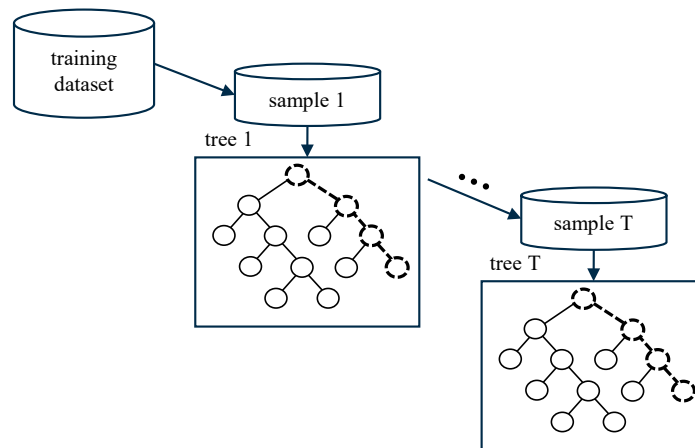 training
dataset
sample 1
tree 1
sample T
tree T